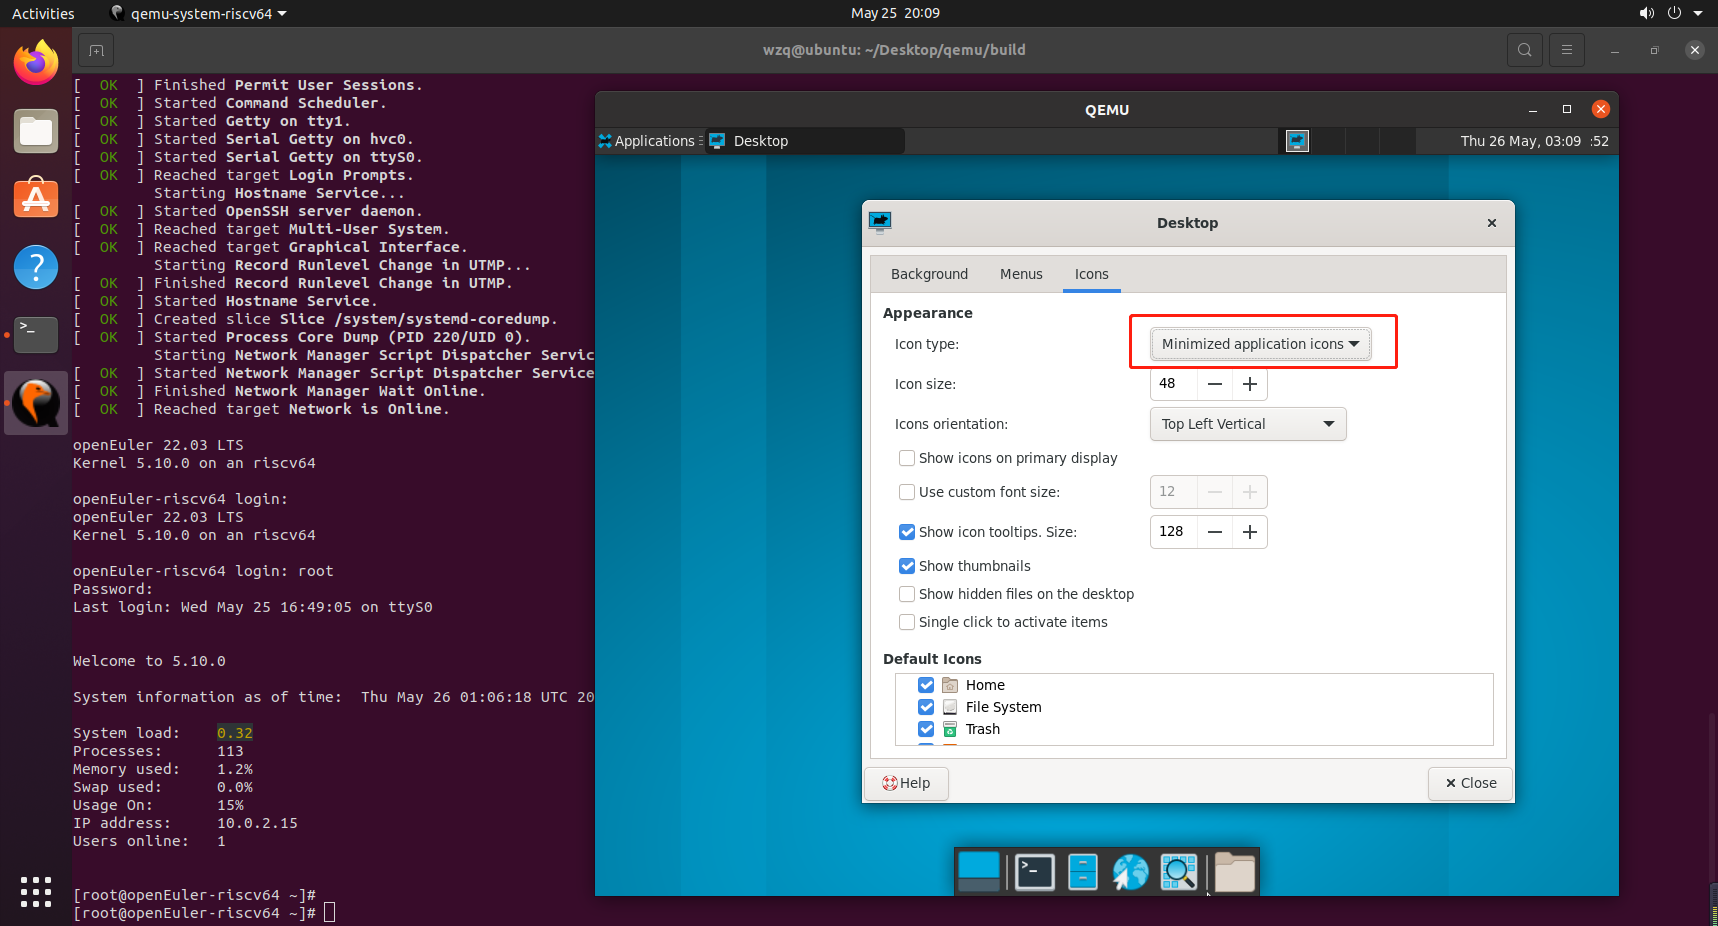 Activities
qemu-system-riscv64
May 25 20:09
wzq@ubuntu: ~/Desktop/qemu/build
[  OK  ] Finished Permit User Sessions.
[  OK  ] Started Command Scheduler.
[  OK  ] Started Getty on tty1.
[  OK  ] Started Serial Getty on hvc0.
[  OK  ] Started Serial Getty on ttyS0.
[  OK  ] Reached target Login Prompts.
Starting Hostname Service...
[  OK  ] Started OpenSSH server daemon.
[  OK  ] Reached target Multi-User System.
[  OK  ] Reached target Graphical Interface.
Starting Record Runlevel Change in UTMP...
[  OK  ] Finished Record Runlevel Change in UTMP.
[  OK  ] Started Hostname Service.
[  OK  ] Created slice Slice /system/systemd-coredump.
[  OK  ] Started Process Core Dump (PID 220/UID 0).
Starting Network Manager Script Dispatcher Servic
[  OK  ] Started Network Manager Script Dispatcher Service
[  OK  ] Finished Network Manager Wait Online.
[  OK  ] Reached target Network is Online.
openEuler 22.03 LTS
Kernel 5.10.0 on an riscv64
openEuler-riscv64 login:
openEuler 22.03 LTS
Kernel 5.10.0 on an riscv64
openEuler-riscv64 login: root
Password:
Last login: Wed May 25 16:49:05 on ttyS0
Welcome to 5.10.0
System information as of time:  Thu May 26 01:06:18 UTC 20
System load:    0.32
Processes:      113
Memory used:    1.2%
Swap used:      0.0%
Usage On:       15%
IP address:     10.0.2.15
Users online:   1
[root@openEuler-riscv64 ~]#
[root@openEuler-riscv64 ~]#
QEMU
Applications
Desktop
Thu 26 May, 03:09 :52
Desktop
Background
Menus
Icons
Appearance
Icon type:
Minimized application icons
Icon size:
48
Icons orientation:
Top Left Vertical
Show icons on primary display
Use custom font size:
12
Show icon tooltips. Size:
128
Show thumbnails
Show hidden files on the desktop
Single click to activate items
Default Icons
Home
File System
Trash
Help
Close